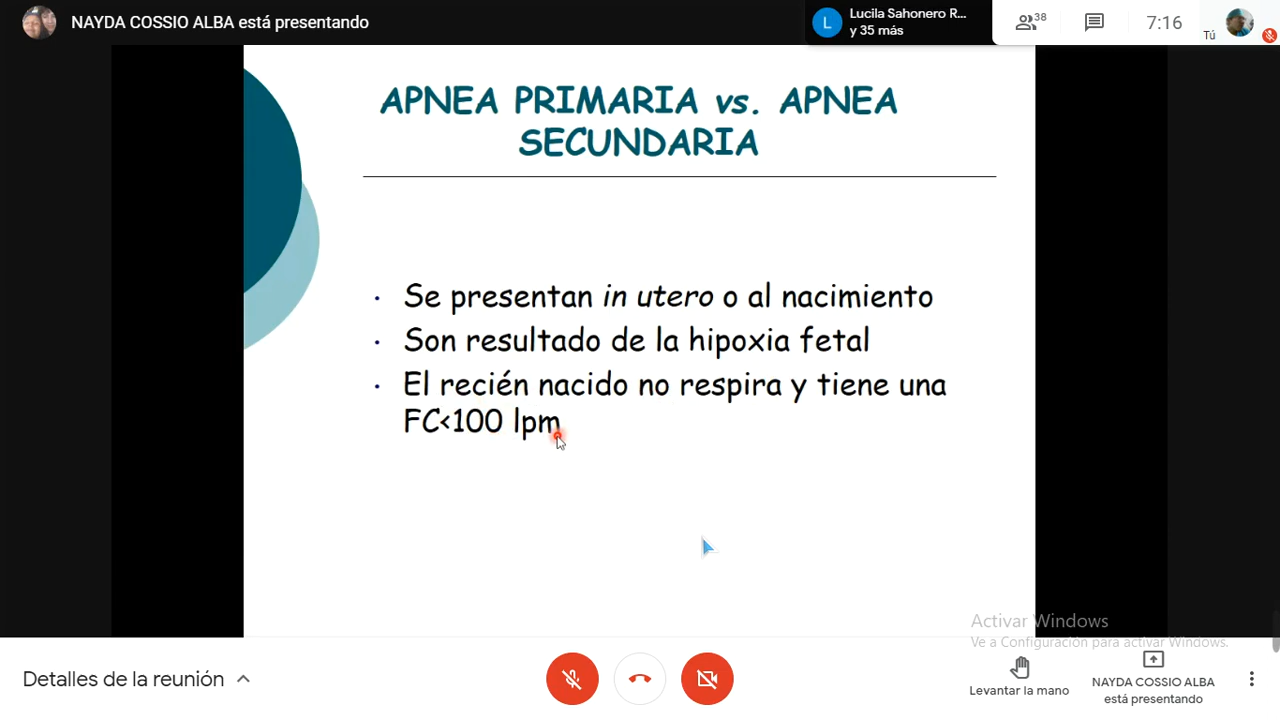 NAYDA COSSIO ALBA está presentando
L
Lucila Sahonero R...
y 35 más
38
7:16
Tú
APNEA PRIMARIA vs. APNEA
SECUNDARIA
• Se presentan in utero o al nacimiento
• Son resultado de la hipoxia fetal
• El recién nacido no respira y tiene una
FC<100 lpm
Activar Windows
Ve a Configuración para activar Windows.
Detalles de la reunión
Levantar la mano
NAYDA COSSIO ALBA
está presentando